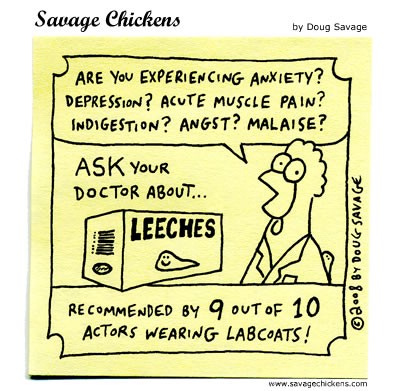 Savage Chickens
by Doug Savage
ARE YOU EXPERIENCING ANXIETY?
DEPRESSION? ACUTE MUSCLE PAIN?
INDIGESTION? ANGST? MALAISE?
ASK YOUR
DOCTOR ABOUT...
LEECHES
RECOMMENDED BY 9 OUT OF 10
ACTORS WEARING LABCOATS!
©2008 BY DOUG SAVAGE
www.savagechickens.com